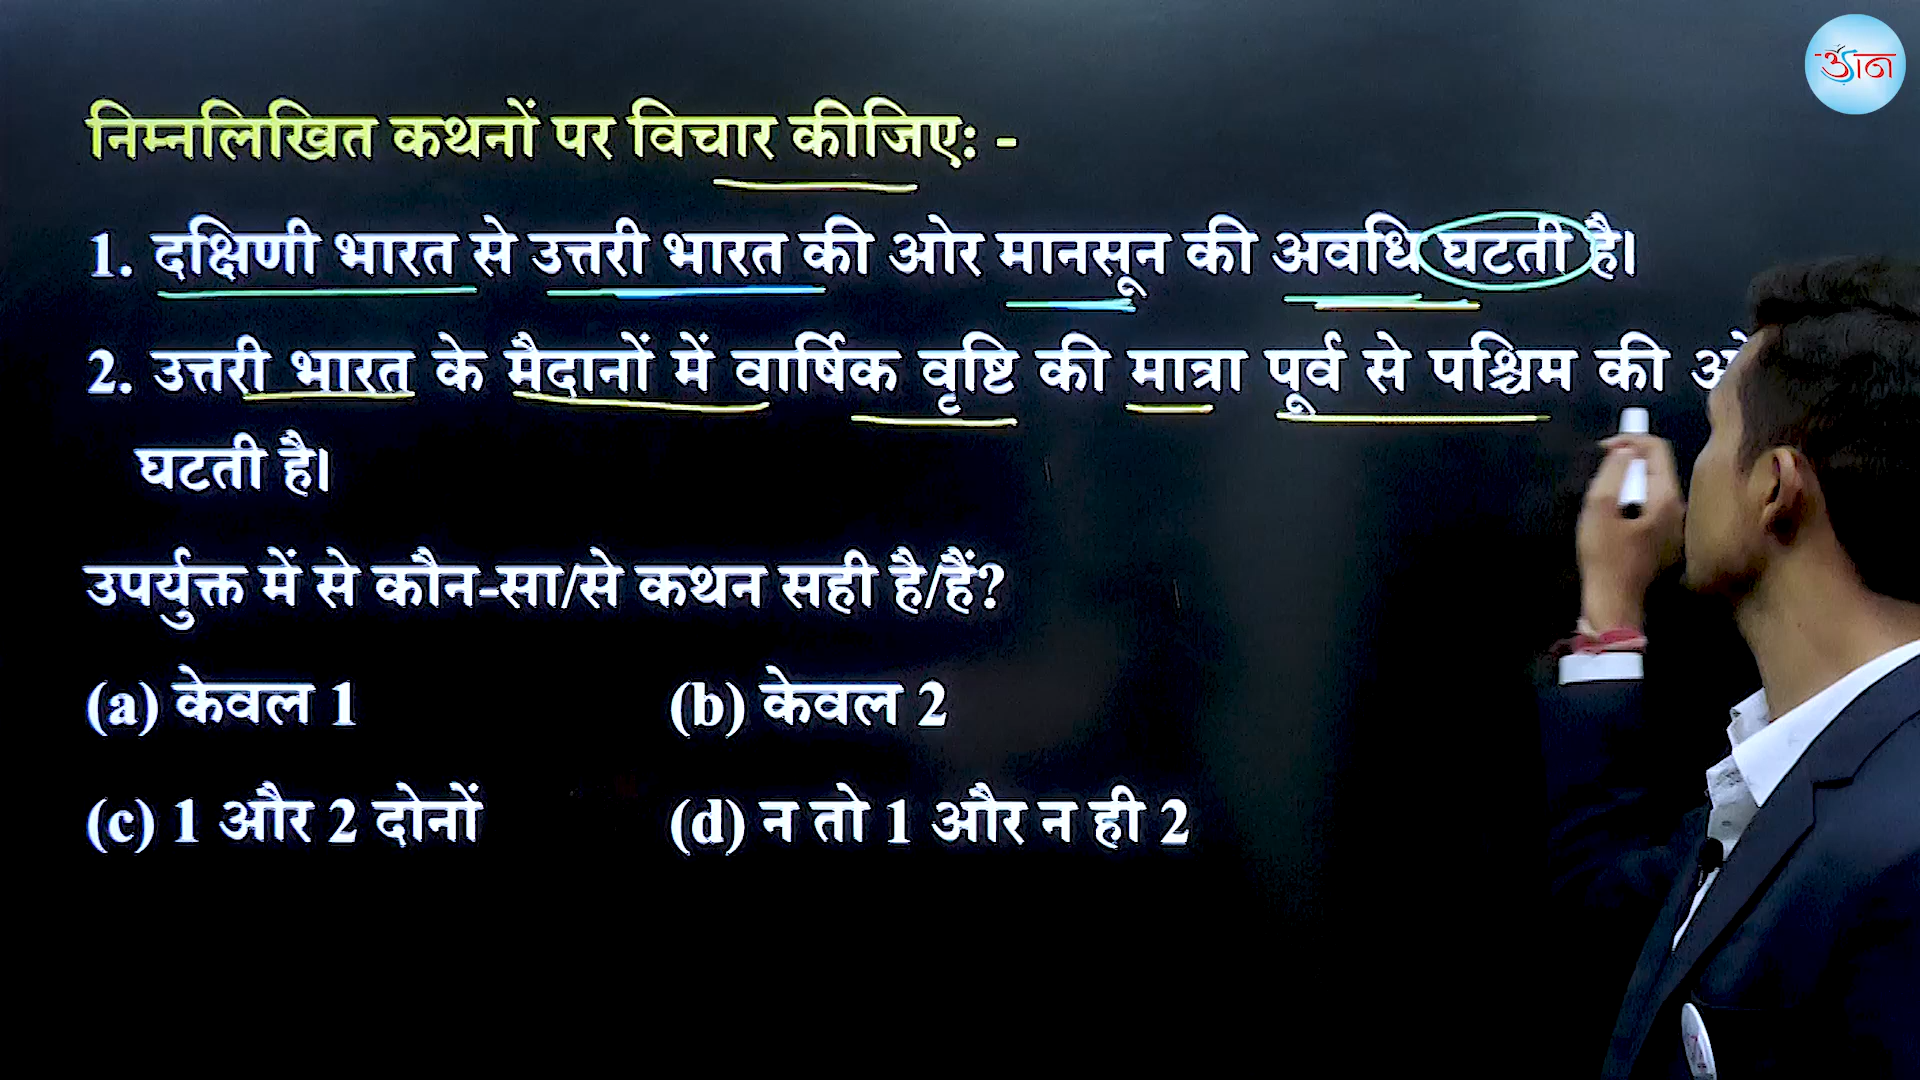 उड़ान
निम्नलिखित कथनों पर विचार कीजिए: -
1. दक्षिणी भारत से उत्तरी भारत की ओर मानसून की अवधि घटती है।
2. उत्तरी भारत के मैदानों में वार्षिक वृष्टि की मात्रा पूर्व से पश्चिम की
घटती है।
उपर्युक्त में से कौन-सा/से कथन सही है/हैं?
(a) केवल 1 (b) केवल 2
(c) 1 और 2 दोनों (d) न तो 1 और न ही 2